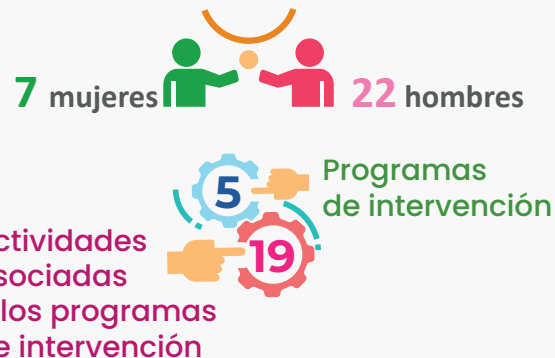 7 mujeres
22 hombres
5
Programas
de intervención
19
ctividades
sociadas
los programas
e intervención